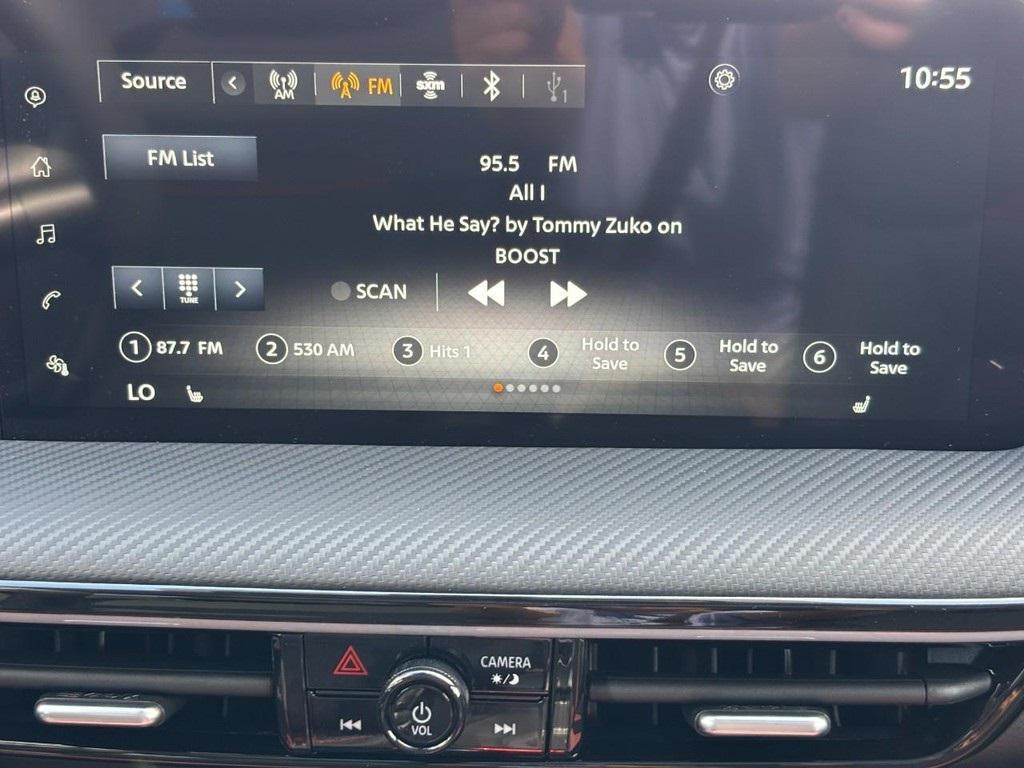 Source
AM
FM
sxm
1
10:55
FM List
95.5 FM
All I
What He Say? by Tommy Zuko on
BOOST
TUNE
SCAN
1 87.7 FM
2 530 AM
3 Hits 1
4 Hold to
Save
5 Hold to
Save
6 Hold to
Save
LO
CAMERA
VOL